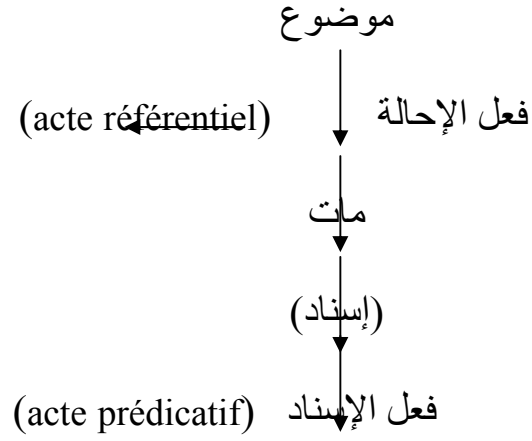 موضوع
فعل الإحالة (acte référentiel)
مات
(إسناد)
فعل الإسناد (acte prédicatif)